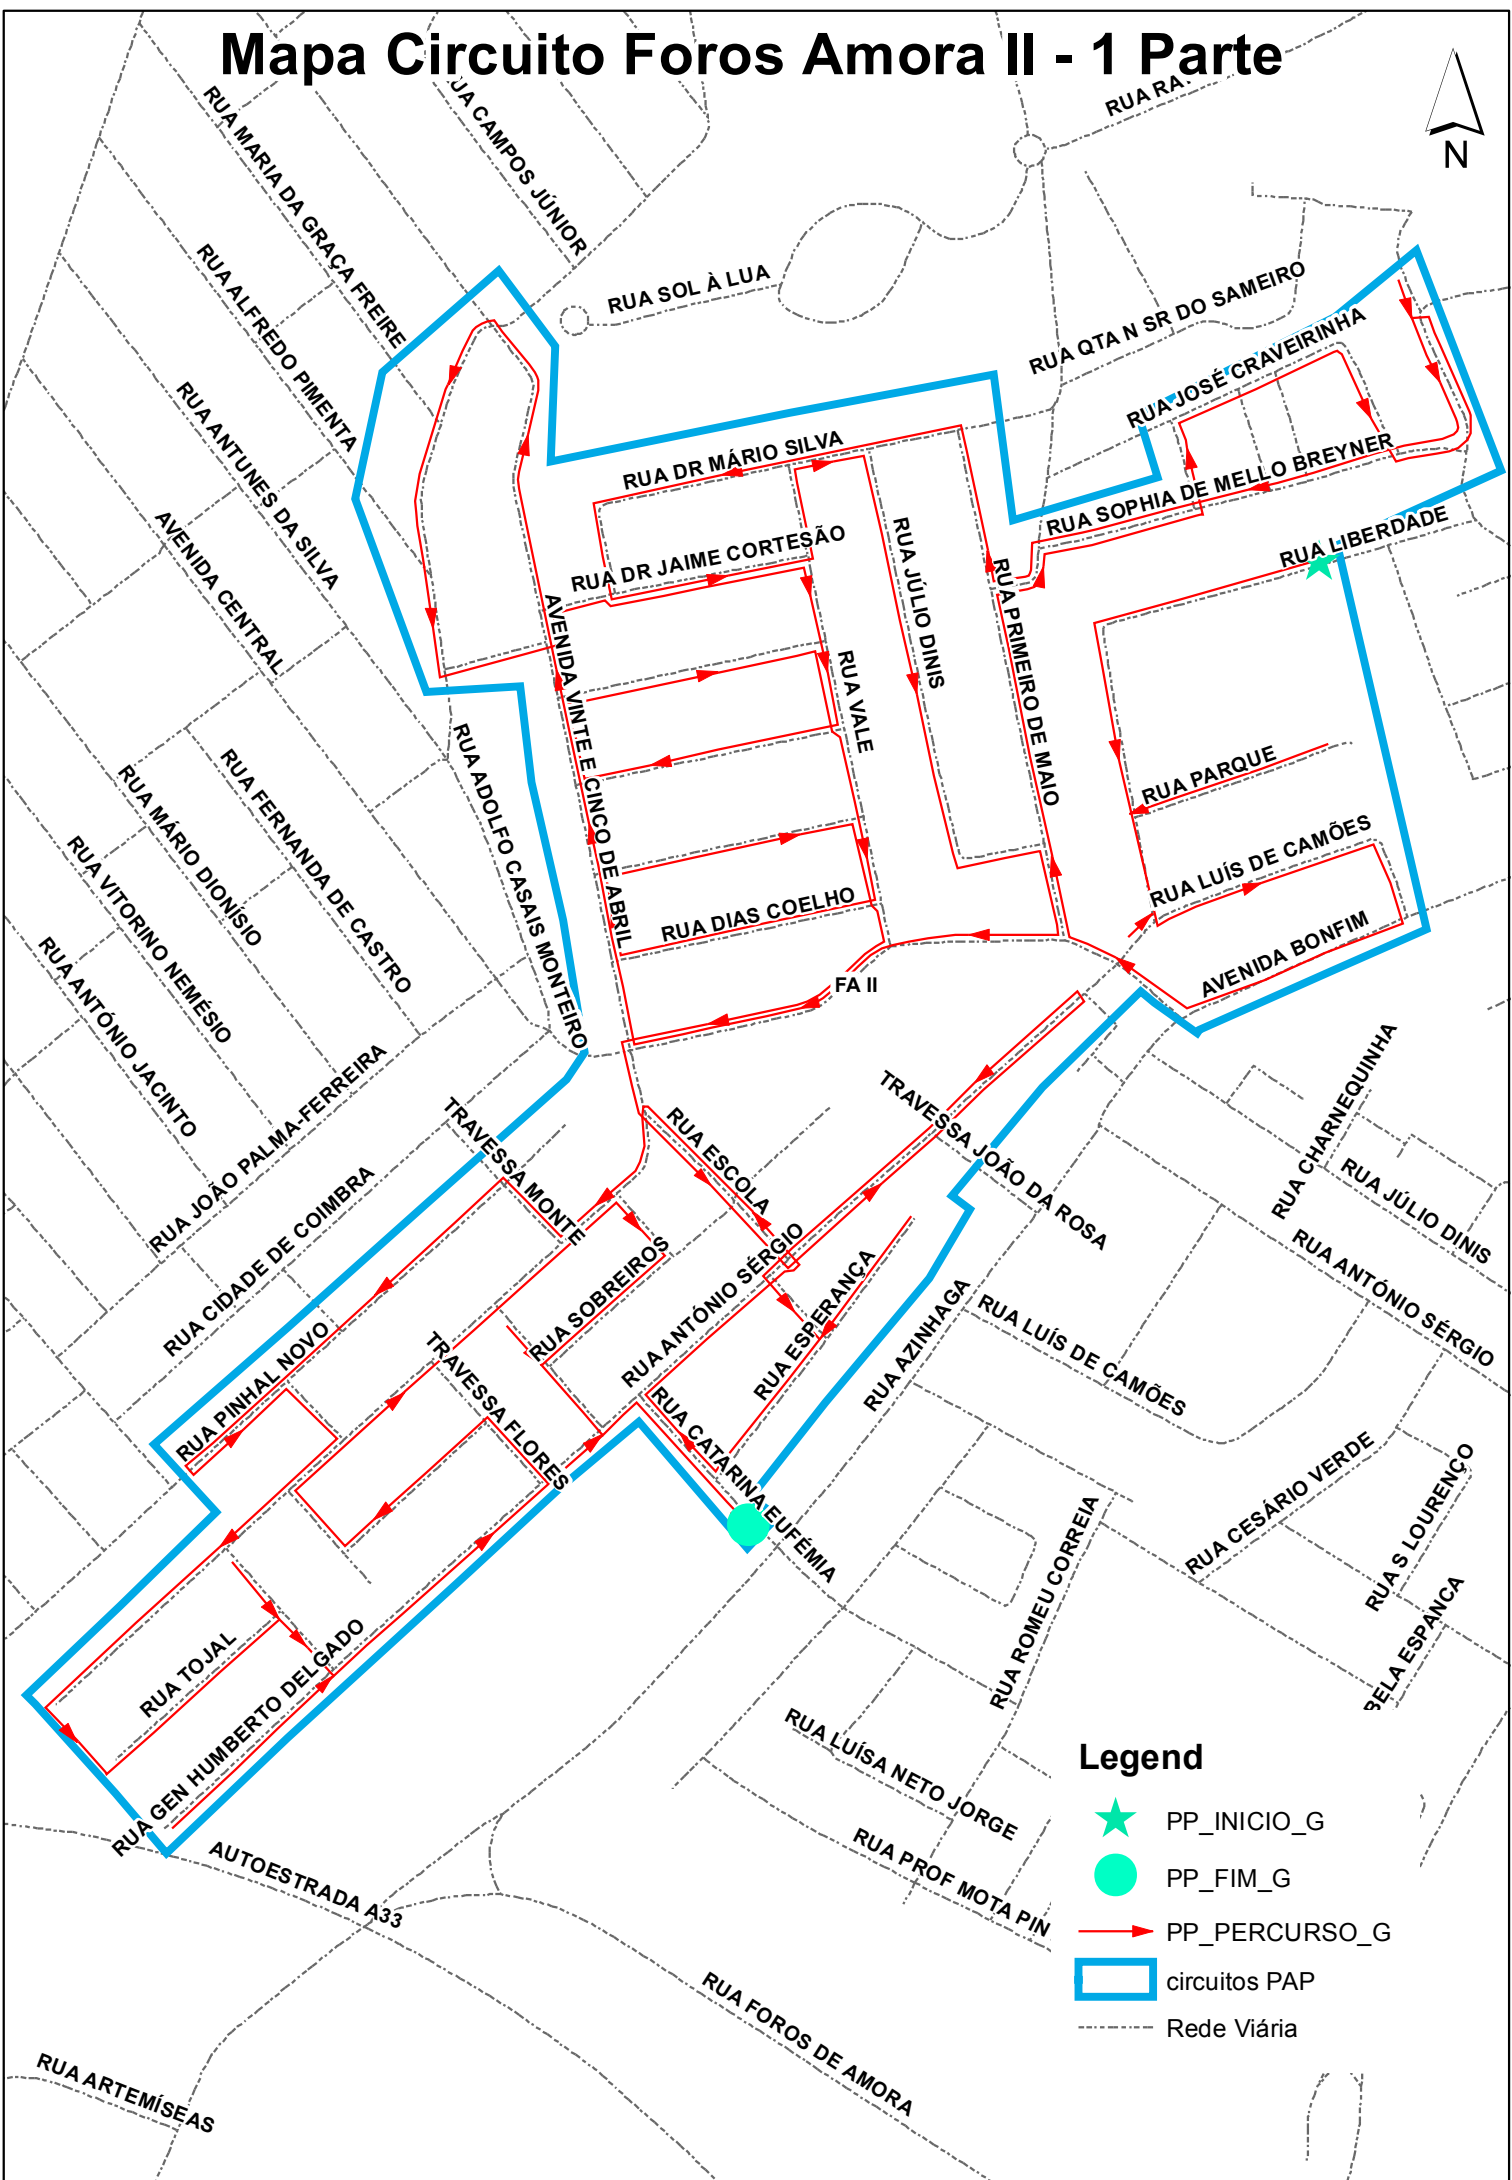 Mapa Circuito Foros Amora II - 1 Parte
N
RUA MARIA DA GRAÇA FREIRE
RUA CAMPOS JÚNIOR
RUA ALFREDO PIMENTA
RUA SOL À LUA
RUA QTA N SR DO SAMEIRO
RUA JOSÉ CRAVEIRINHA
RUA ANTUNES DA SILVA
RUA DR MÁRIO SILVA
RUA SOPHIA DE MELLO BREYNER
AVENIDA CENTRAL
RUA DR JAIME CORTESÃO
RUA JÚLIO DINIS
RUA LIBERDADE
RUA PRIMEIRO DE MAIO
AVENIDA VINTE E CINCO DE ABRIL
RUA VALE
RUA ADOLFO CASAIS MONTEIRO
RUA PARQUE
RUA FERNANDA DE CASTRO
RUA MÁRIO DIONÍSIO
RUA VITORINO NEMÉSIO
RUA LUÍS DE CAMÕES
RUA DIAS COELHO
AVENIDA BONFIM
RUA ANTÓNIO JACINTO
FA II
RUA JOÃO PALMA-FERREIRA
RUA CHARNEQUINHA
TRAVESSA MONTE
RUA ESCOLA
TRAVESSA JOÃO DA ROSA
RUA JÚLIO DINIS
RUA CIDADE DE COIMBRA
RUA SOBREIROS
RUA ANTÓNIO SÉRGIO
RUA ESPERANÇA
RUA ANTÓNIO SÉRGIO
RUA AZINHAGA
RUA LUÍS DE CAMÕES
RUA PINHAL NOVO
TRAVESSA FLORES
RUA CATARINA EUFÉMIA
RUA CESÁRIO VERDE
RUA S LOURENÇO
RUA ROMEU CORREIA
BELA ESPANCA
RUA TOJAL
RUA GEN HUMBERTO DELGADO
RUA LUÍSA NETO JORGE
RUA PROF MOTA PIN
AUTOESTRADA A33
RUA FOROS DE AMORA
RUA ARTEMÍSEAS
Legend
PP_INICIO_G
PP_FIM_G
PP_PERCURSO_G
circuitos PAP
Rede Viária